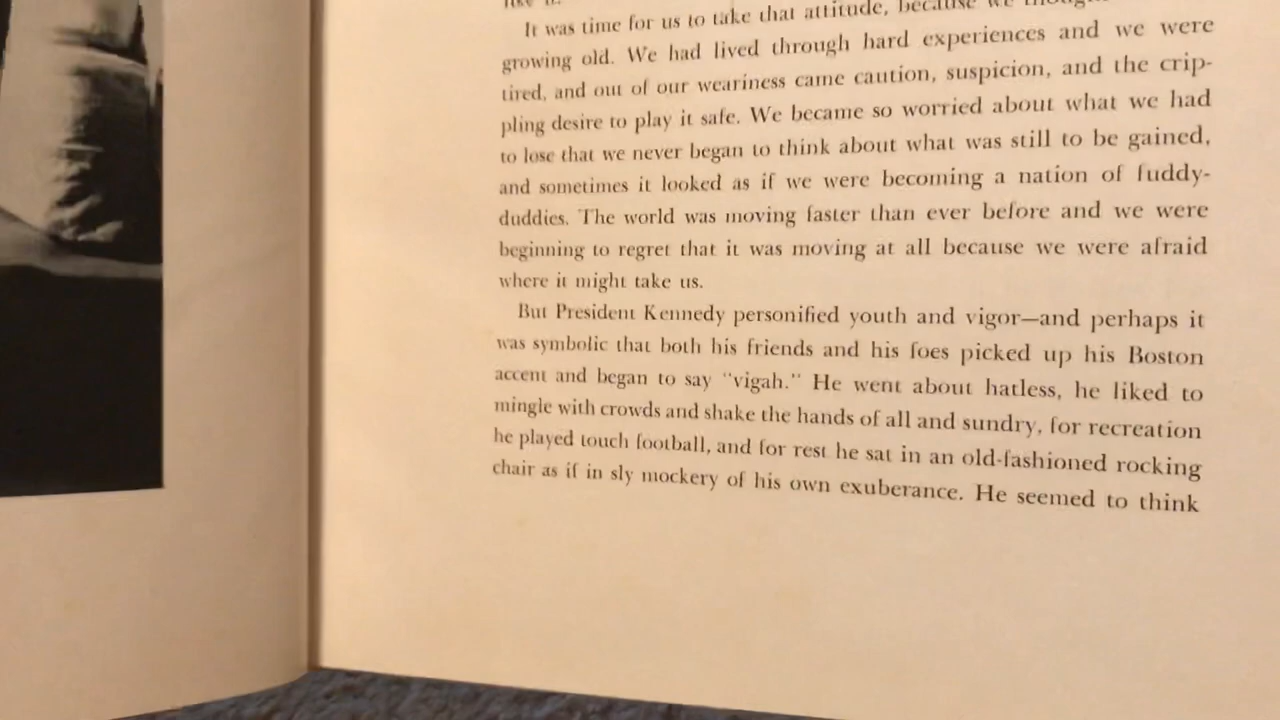 It was time for us to take that attitude, because we
growing old. We had lived through hard experiences and we were
tired, and out of our weariness came caution, suspicion, and the crip-
pling desire to play it safe. We became so worried about what we had
to lose that we never began to think about what was still to be gained,
and sometimes it looked as if we were becoming a nation of fuddy-
duddies. The world was moving faster than ever before and we were
beginning to regret that it was moving at all because we were afraid
where it might take us.
But President Kennedy personified youth and vigor—and perhaps it
was symbolic that both his friends and his foes picked up his Boston
accent and began to say "vigah." He went about hatless, he liked to
mingle with crowds and shake the hands of all and sundry, for recreation
he played touch football, and for rest he sat in an old-fashioned rocking
chair as if in sly mockery of his own exuberance. He seemed to think